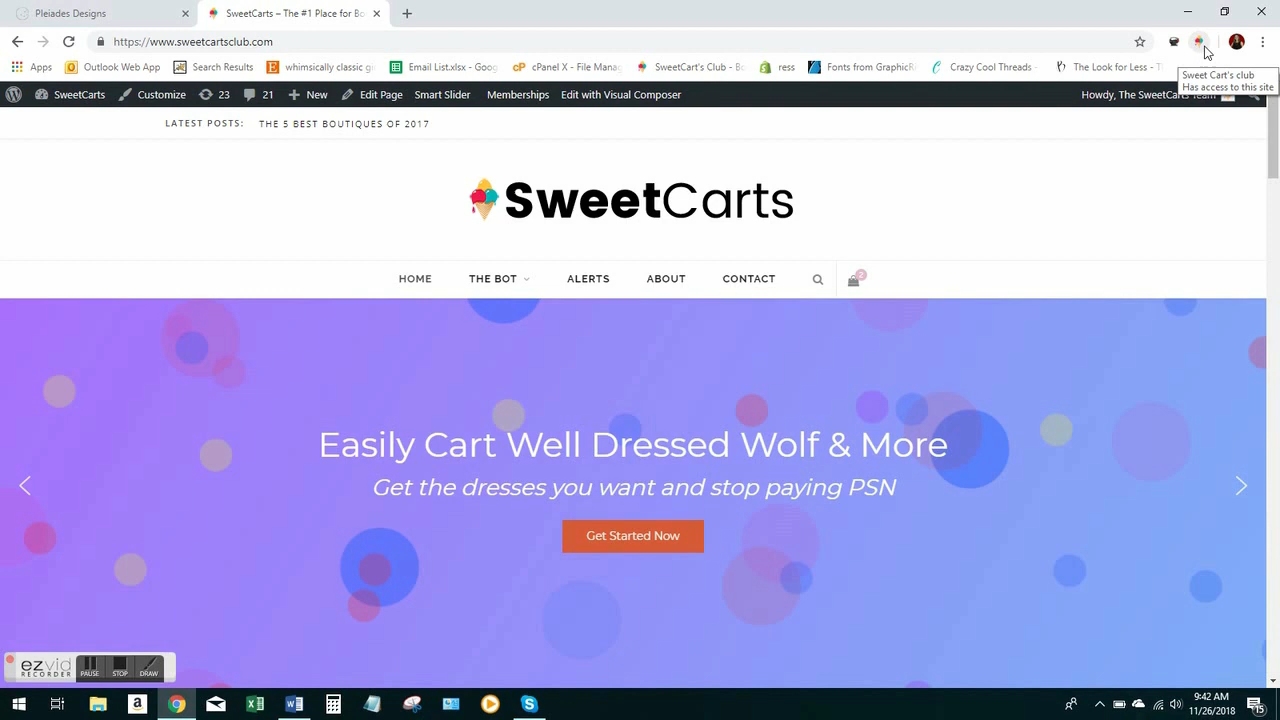 Pleiades Designs
SweetCarts – The #1 Place for Bo
https://www.sweetcartsclub.com
Apps
Outlook Web App
Search Results
whimsically classic g
Email List.xlsx - Goog
cPanel X - File Mana
SweetCart's Club - B
ress
Fonts from GraphicR
Crazy Cool Threads -
The Look for Less - T
Sweet Cart's club
Has access to this site
SweetCarts
Customize
23
21
New
Edit Page
Smart Slider
Memberships
Edit with Visual Composer
Howdy, The SweetCarts Team
LATEST POSTS:
THE 5 BEST BOUTIQUES OF 2017
SweetCarts
HOME
THE BOT
ALERTS
ABOUT
CONTACT
2
Easily Cart Well Dressed Wolf & More
Get the dresses you want and stop paying PSN
Get Started Now
ezvid
RECORDER
PAUSE
STOP
DRAW
9:42 AM
11/26/2018
15